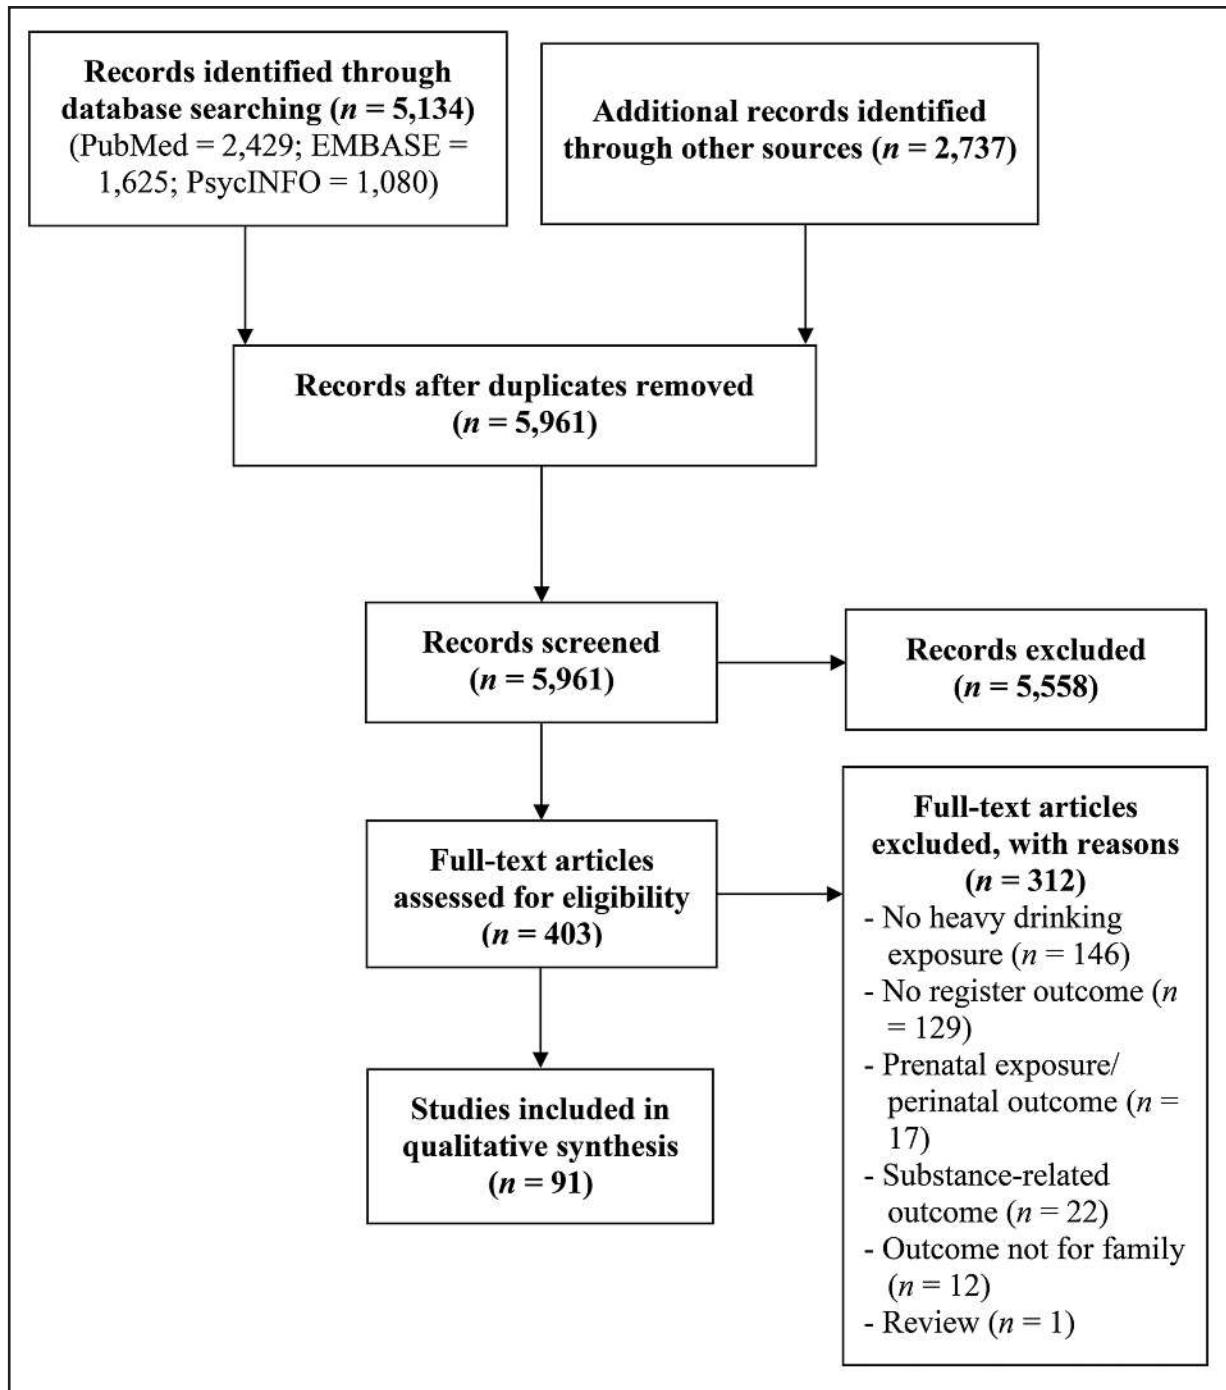 Records identified through
database searching (n = 5,134)
(PubMed = 2,429; EMBASE =
1,625; PsycINFO = 1,080)
Additional records identified
through other sources (n = 2,737)
Records after duplicates removed
(n = 5,961)
Records screened
(n = 5,961)
Records excluded
(n = 5,558)
Full-text articles
assessed for eligibility
(n = 403)
Full-text articles
excluded, with reasons
(n = 312)
- No heavy drinking
exposure (n = 146)
- No register outcome (n
= 129)
- Prenatal exposure/
perinatal outcome (n =
17)
- Substance-related
outcome (n = 22)
- Outcome not for family
(n = 12)
- Review (n = 1)
Studies included in
qualitative synthesis
(n = 91)